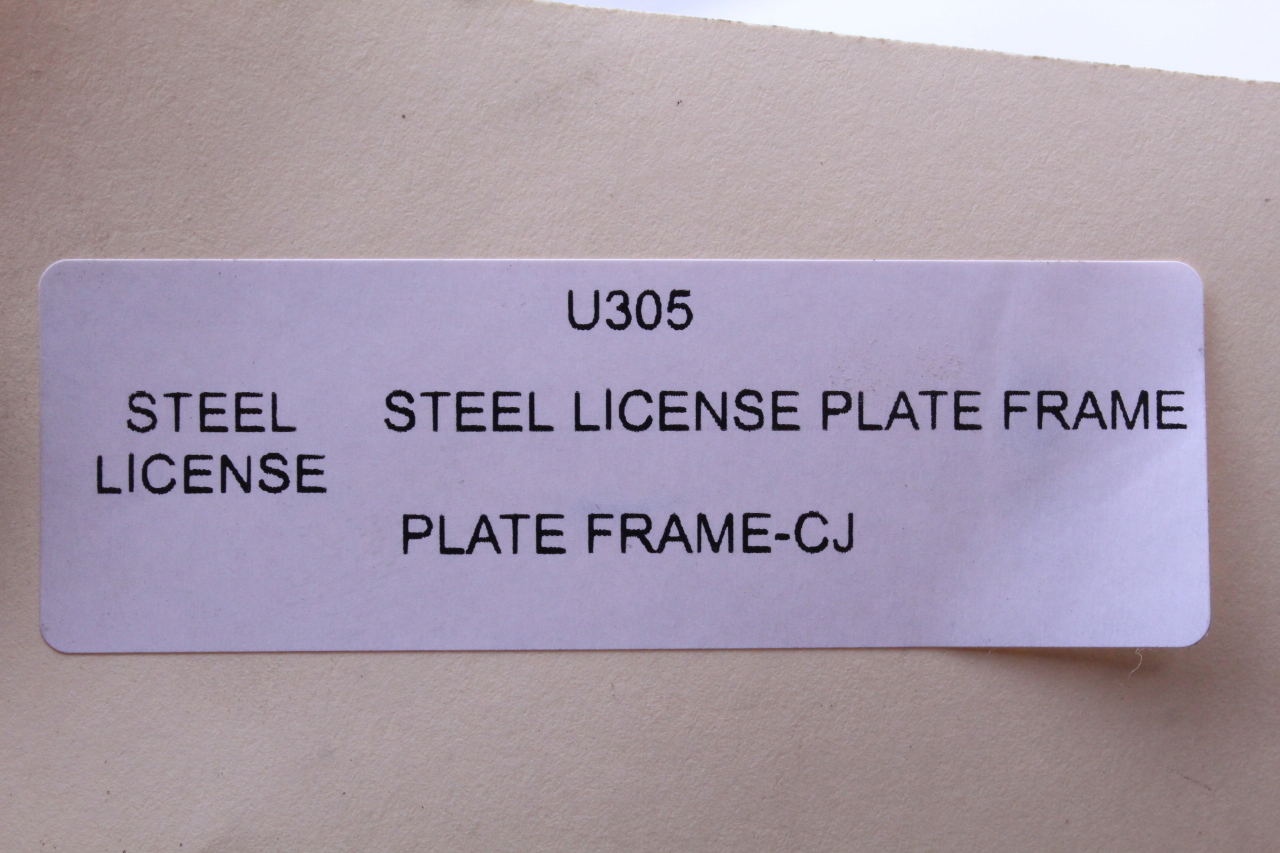 U305
STEEL STEEL LICENSE PLATE FRAME
LICENSE
PLATE FRAME-CJ